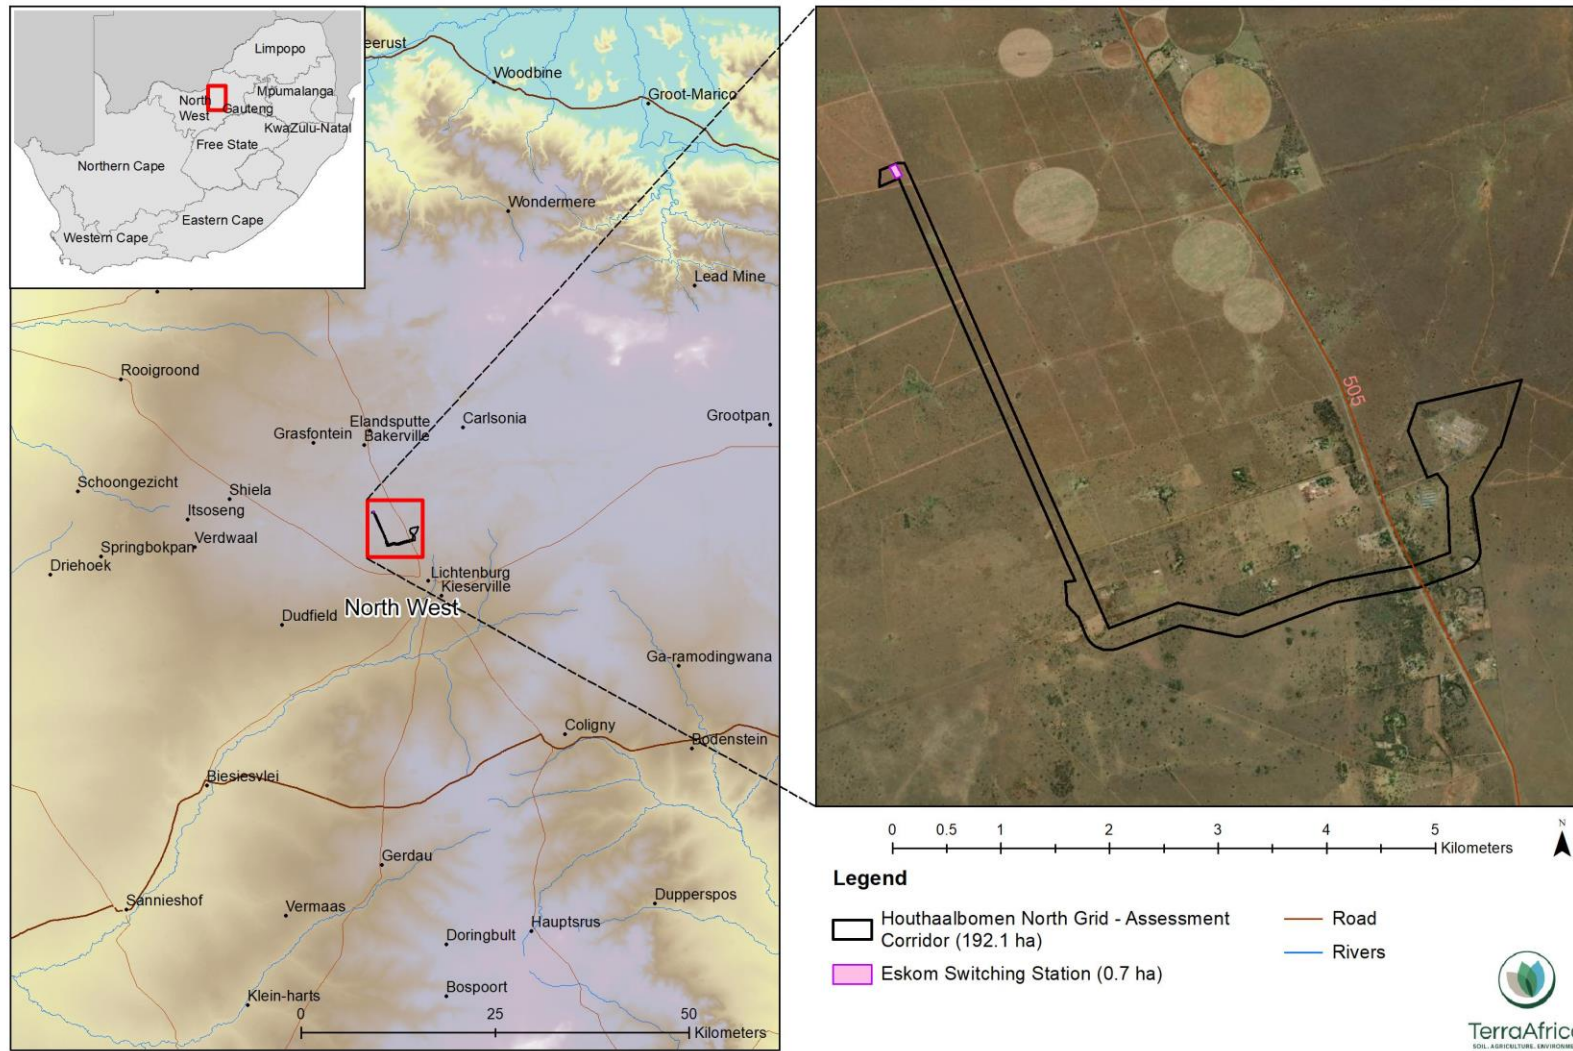 Limpopo
Mpumalanga
North
West
Gauteng
KwaZulu-Natal
Free State
Northern Cape
Eastern Cape
Western Cape
eerust
Woodbine
Groot-Marico
Wondermere
Lead Mine
Rooigroond
Elandsputte
Carlsonia
Grootpan
Grasfontein
Bakerville
Schoongezicht
Shiela
Itsoseng
Springbokpan
Verdwaal
Driehoek
Lichtenburg
Kieserville
North West
Dudfield
Ga-ramodingwana
Coligny
Bodenstein
Biesiesvlei
Gerdau
Sannieshof
Vermaas
Dupperspos
Hauptsrus
Doringbult
Bospoort
Klein-harts
0 25 50
Kilometers
505
0 0.5 1 2 3 4 5
Kilometers
N
Legend
Houthaalbomen North Grid - Assessment
Corridor (192.1 ha)
Eskom Switching Station (0.7 ha)
Road
Rivers
TerraAfric
SOIL. AGRICULTURE. ENVIRONME